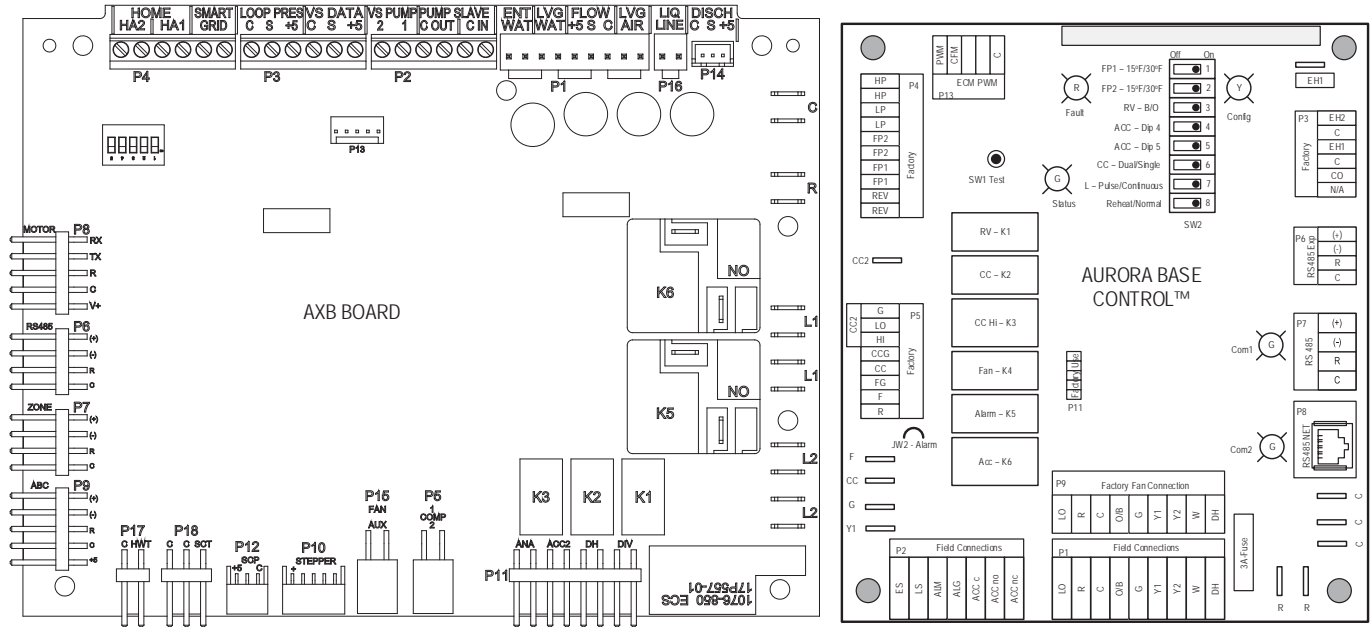 HOME SMART LOOP PRES VS DATA VS PUMP PUMP SLAVE ENT LVG FLOW LVG LIQ DISCH
HA2 HA1 GRID C S +5 C S +5 2 1 C OUT C IN WAT WAT +5 S C AIR LINE C S +5
P4 P3 P2 P1 P16 P14
P13
C
R
MOTOR P8
RX
TX
R
C
V+
RS485 P6
(+)
(-)
R
C
ZONE P7
(+)
(-)
R
C
ABC P9
(+)
(-)
R
C
+5
AXB BOARD
K6
NO
K5
NO
L1
L1
L2
L2
K3 K2 K1
P17
C HWT
P18
C C SCT
P12
SCP
+5 C
P10
STEPPER
+
P15
FAN
AUX
P5
1
COMP
2
P11
ANA ACC2 DH DIV
1076-850 ECS
17P557-01
PWM
CFM
C
ECM PWM
P13
HP
HP
LP
LP
FP2
FP2
FP1
FP1
REV
REV
P4
Factory
R
Fault
SW1 Test
G
Status
Off On
FP1 – 15ºF/30ºF 1
FP2 – 15ºF/30ºF 2
RV – B/O 3
ACC – Dip 4 4
ACC – Dip 5 5
CC – Dual/Single 6
L – Pulse/Continuous 7
Reheat/Normal 8
SW2
Y
Config
EH1
P3
Factory
EH2
C
EH1
C
CO
N/A
RV – K1
CC – K2
CC Hi – K3
Fan – K4
Alarm – K5
Acc – K6
CC2
CC2
G
LO
HI
CCG
CC
FG
F
R
P5
Factory
JW2 - Alarm
AURORA BASE
CONTROL™
Factory Use
P11
P6
RS485 Exp
(+)
(-)
R
C
P7
RS 485
(+)
(-)
R
C
Com1
G
P8
RS485 NET
Com2
G
F
CC
G
Y1
P9 Factory Fan Connection
LO R C O/B G Y1 Y2 W DH
P2 Field Connections
ES LS ALM ALG ACC c ACC no ACC nc
P1 Field Connections
LO R C O/B G Y1 Y2 W DH
3A-Fuse
C
C
C
R R